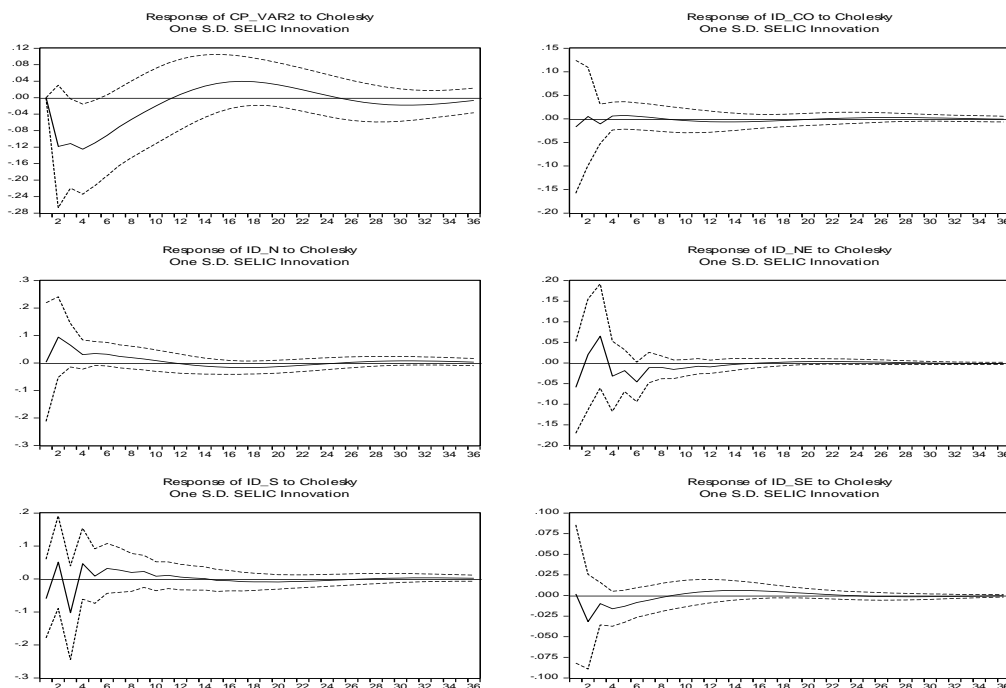 Response of CP_VAR2 to Cholesky
One S.D. SELIC Innovation
.12
.08
.04
.00
-.04
-.08
-.12
-.16
-.20
-.24
-.28
2 4 6 8 10 12 14 16 18 20 22 24 26 28 30 32 34 36
Response of ID_CO to Cholesky
One S.D. SELIC Innovation
.15
.10
.05
.00
-.05
-.10
-.15
-.20
2 4 6 8 10 12 14 16 18 20 22 24 26 28 30 32 34 36
Response of ID_N to Cholesky
One S.D. SELIC Innovation
.3
.2
.1
.0
-.1
-.2
-.3
2 4 6 8 10 12 14 16 18 20 22 24 26 28 30 32 34 36
Response of ID_NE to Cholesky
One S.D. SELIC Innovation
.20
.15
.10
.05
.00
-.05
-.10
-.15
-.20
2 4 6 8 10 12 14 16 18 20 22 24 26 28 30 32 34 36
Response of ID_S to Cholesky
One S.D. SELIC Innovation
.2
.1
.0
-.1
-.2
-.3
2 4 6 8 10 12 14 16 18 20 22 24 26 28 30 32 34 36
Response of ID_SE to Cholesky
One S.D. SELIC Innovation
.100
.075
.050
.025
.000
-.025
-.050
-.075
-.100
2 4 6 8 10 12 14 16 18 20 22 24 26 28 30 32 34 36